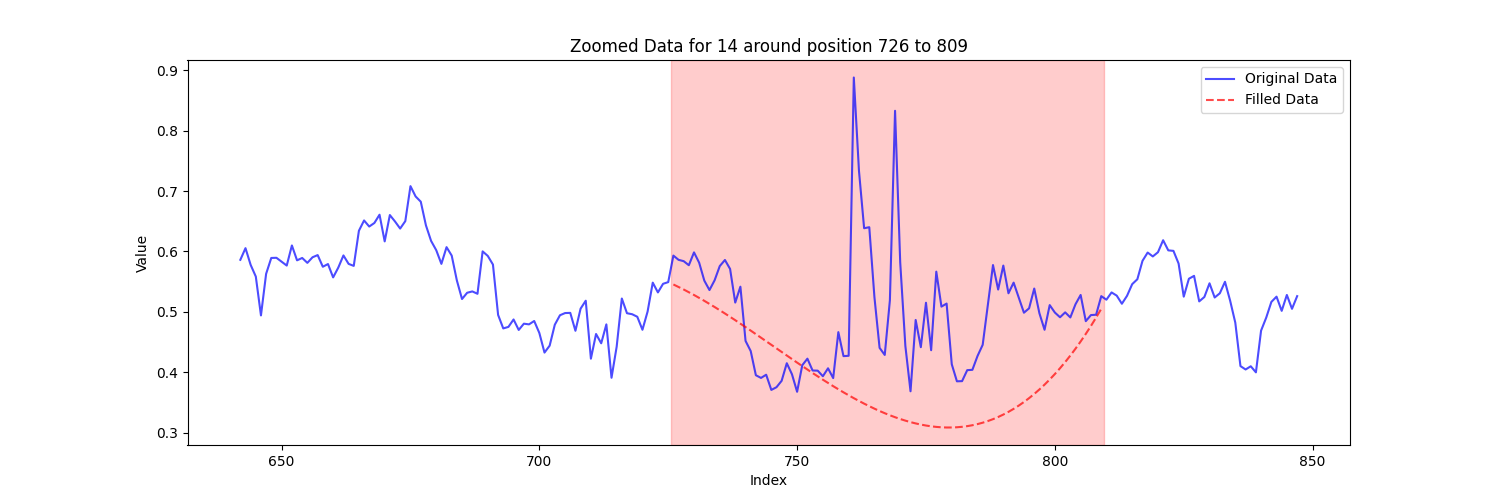 Zoomed Data for 14 around position 726 to 809
Original Data
Filled Data
Value
0.9
0.8
0.7
0.6
0.5
0.4
0.3
650
700
750
800
850
Index